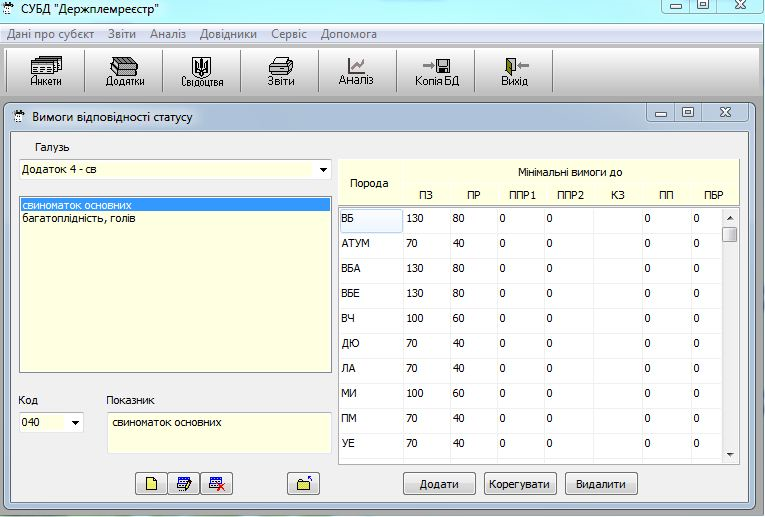 СУБД "Держплемреєстр"
Дані про субєкт Звіти Аналіз Довідники Сервіс Допомога
Анкети Додатки Свідоцтва Звіти Аналіз Копія БД Вихід
Вимоги відповідності статусу
Галузь
Додаток 4 - св
свиноматок основних
багатоплідність, голів
Код Показник
040 свиноматок основних
Порода Мінімальні вимоги до
ПЗ ПР ППР1 ППР2 КЗ ПП ПБР
ВБ 130 80 0 0 0 0
АТУМ 70 40 0 0 0 0
ВБА 130 80 0 0 0 0
ВБЕ 130 80 0 0 0 0
ВЧ 100 60 0 0 0 0
ДЮ 70 40 0 0 0 0
ЛА 70 40 0 0 0 0
МИ 100 60 0 0 0 0
ПМ 70 40 0 0 0 0
УЕ 70 40 0 0 0 0
Додати Корегувати Видалити